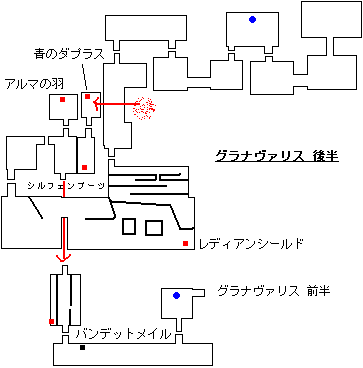 青のダプラス
アルマの羽
グラナヴァリス 後半
シルフェンブーツ
レディアンシールド
グラナヴァリス 前半
バンデットメイル